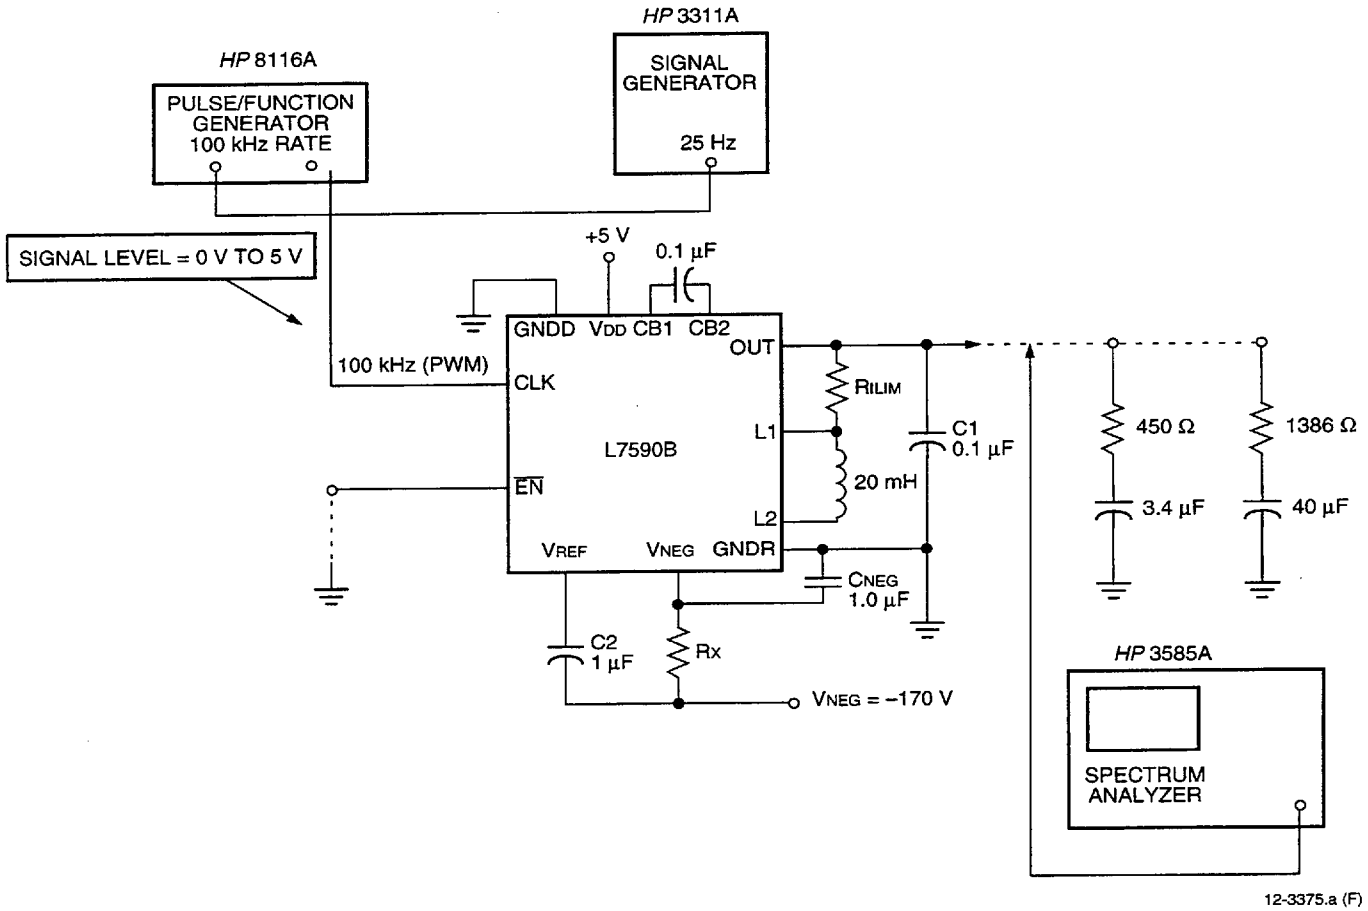 HP 3311A
HP 8116A
SIGNAL
GENERATOR
25 Hz
PULSE/FUNCTION
GENERATOR
100 kHz RATE
SIGNAL LEVEL = 0 V TO 5 V
+5 V
0.1 μF
GNDD
VDD
CB1
CB2
OUT
100 kHz (PWM)
CLK
RILIM
L1
L7590B
C1
0.1 μF
450 Ω
1386 Ω
20 mH
EN
L2
3.4 μF
40 μF
VREF
VNEG
GNDR
CNEG
1.0 μF
C2
1 μF
RX
VNEG = –170 V
HP 3585A
SPECTRUM
ANALYZER
12-3375.a (F)